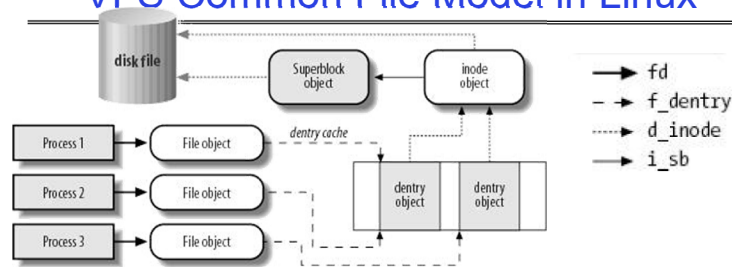 VFS Common File Model in Linux
disk file
Superblock
object
inode
object
fd
f_dentry
d_inode
i_sb
dentry cache
Process 1
File object
Process 2
File object
Process 3
File object
dentry
object
dentry
object